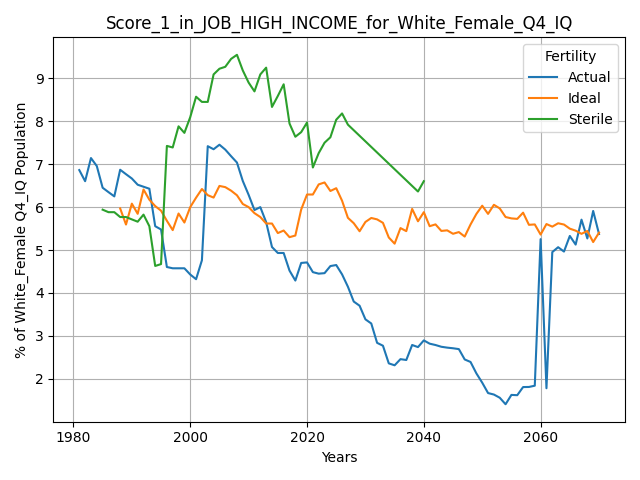 Score_1_in_JOB_HIGH_INCOME_for_White_Female_Q4_IQ
% of White_Female Q4_IQ Population
9
8
7
6
5
4
3
2
Fertility
Actual
Ideal
Sterile
1980
2000
2020
2040
2060
Years